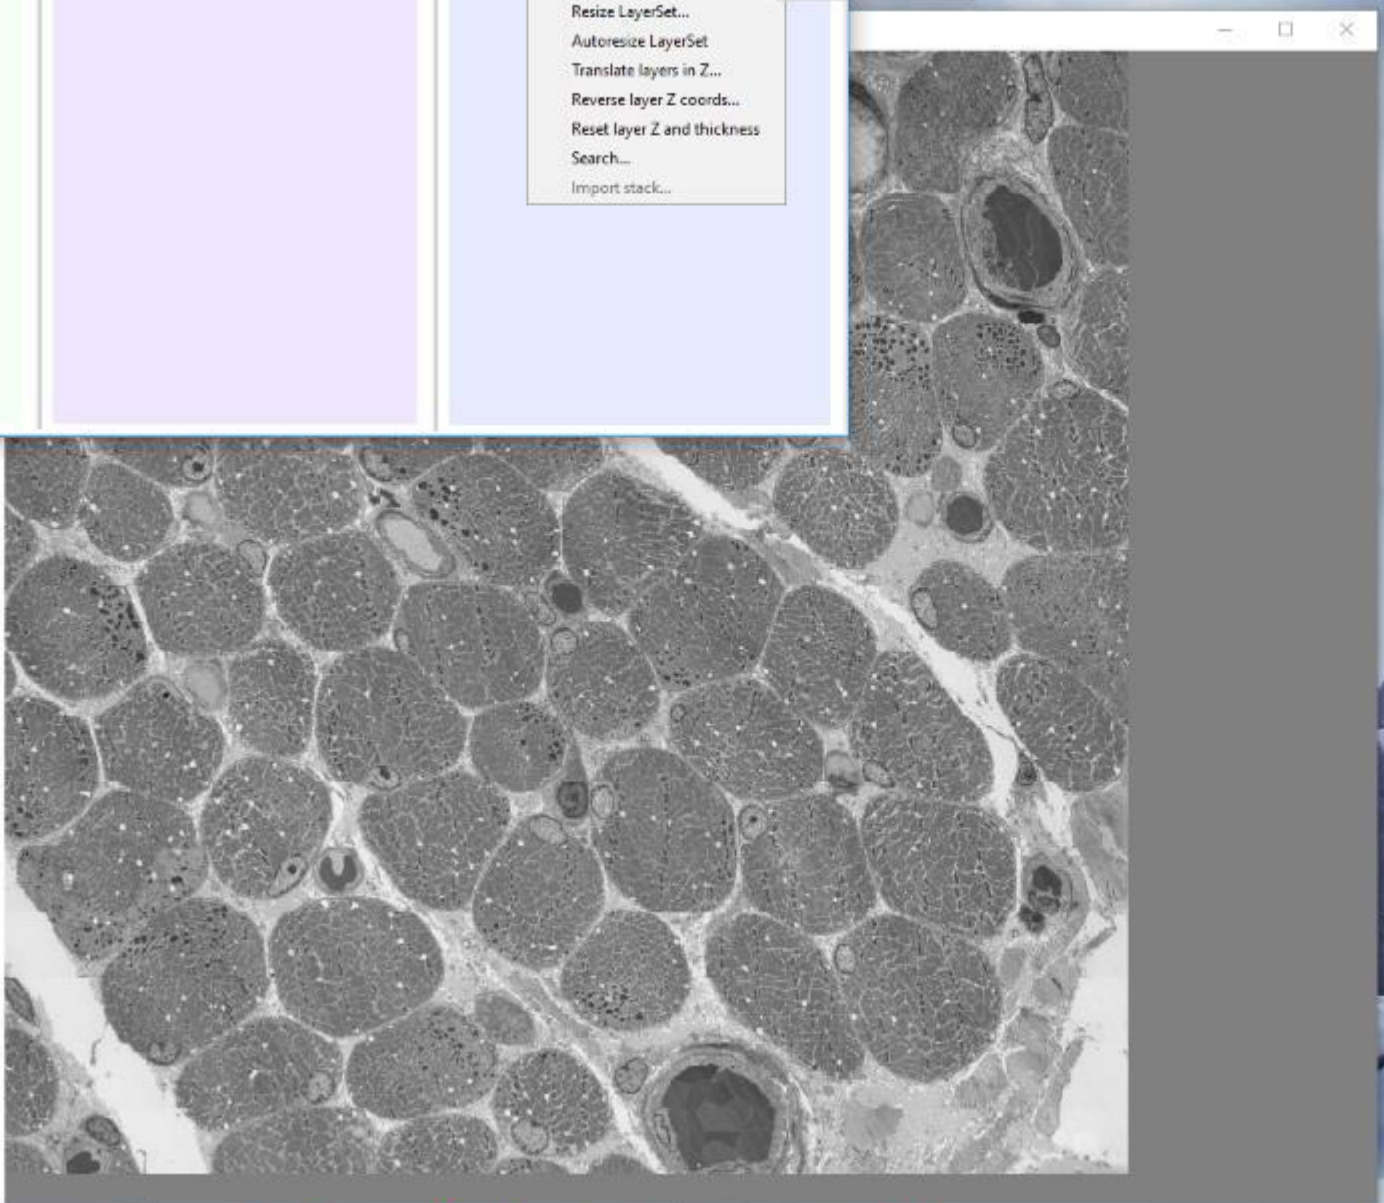 Resize LayerSet...
Autoresize LayerSet
Translate layers in Z...
Reverse layer Z coords...
Reset layer Z and thickness
Search...
Import stack...